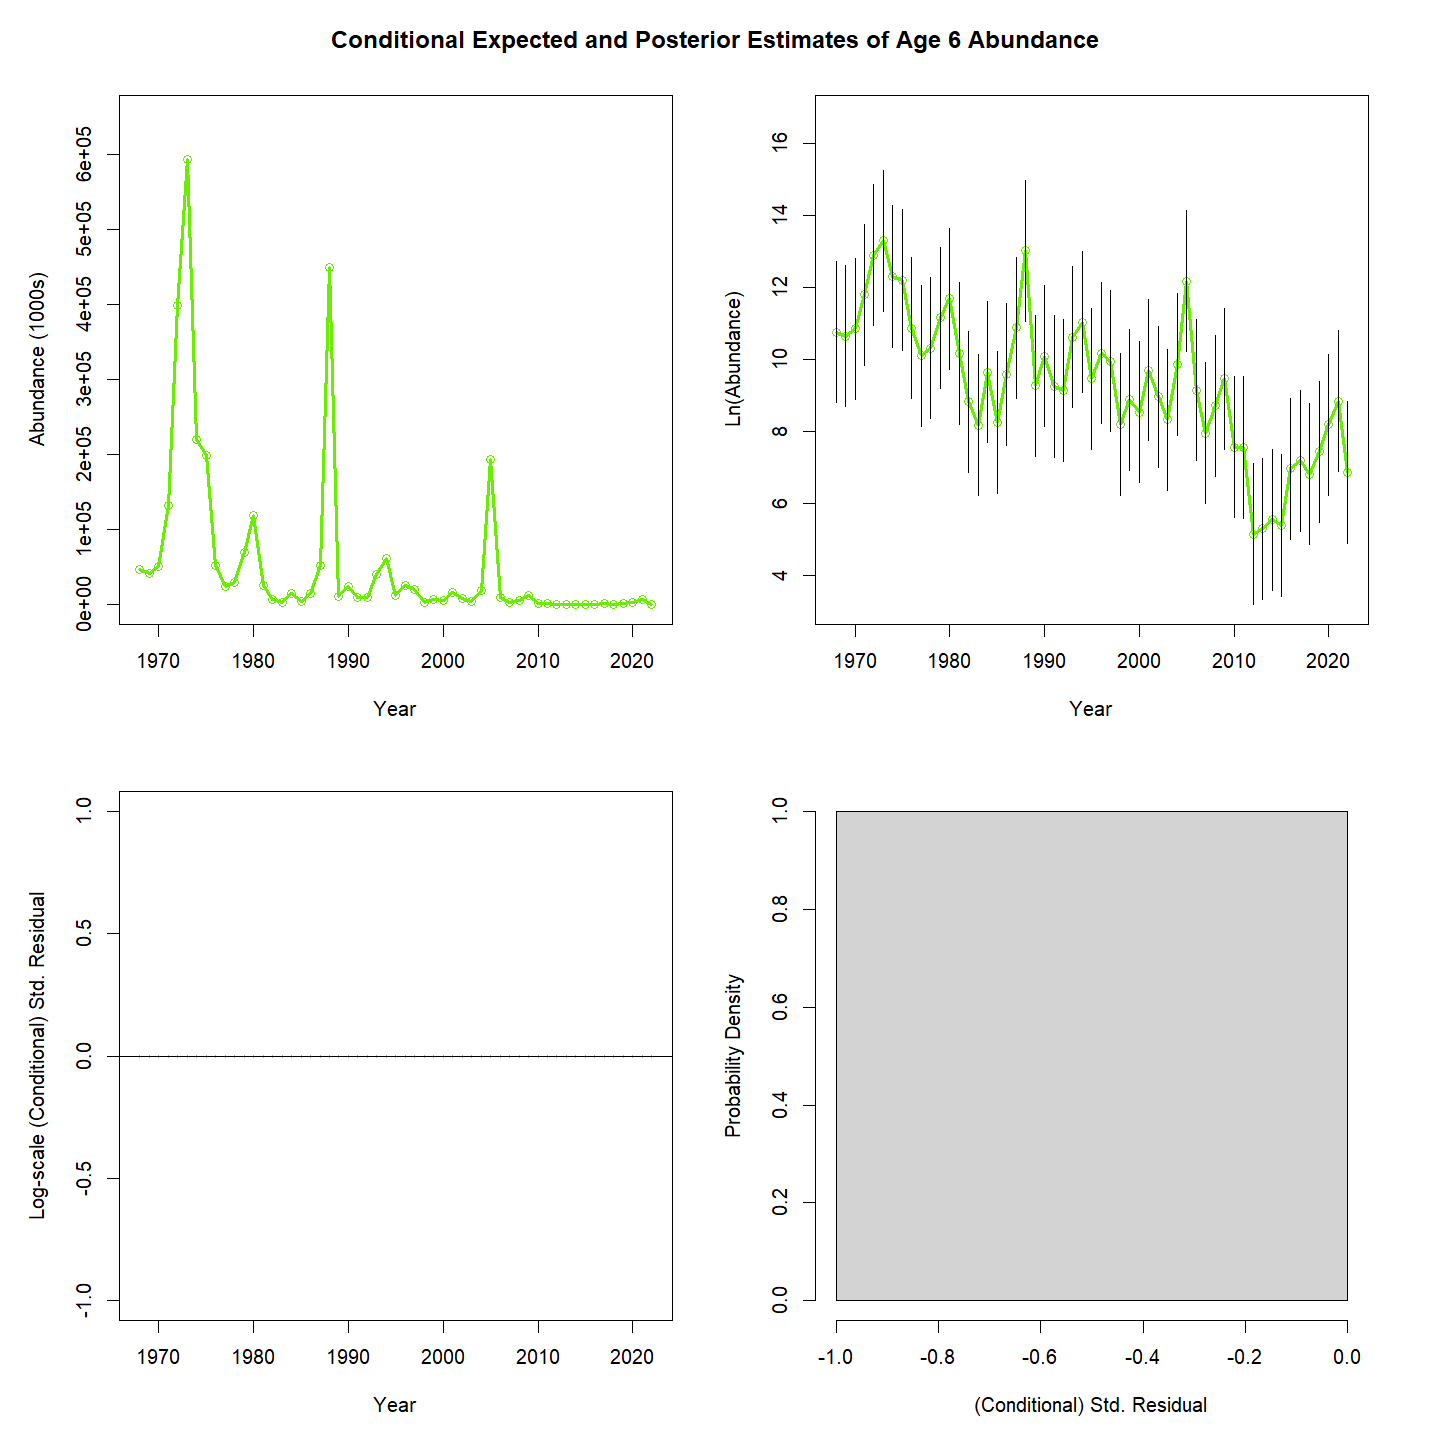 Conditional Expected and Posterior Estimates of Age 6 Abundance
Abundance (1000s)
6e+05
5e+05
4e+05
3e+05
2e+05
1e+05
0e+00
1970 1980 1990 2000 2010 2020
Year
Ln(Abundance)
16
14
12
10
8
6
4
1970 1980 1990 2000 2010 2020
Year
Log-scale (Conditional) Std. Residual
1.0
0.5
0.0
-0.5
-1.0
1970 1980 1990 2000 2010 2020
Year
Probability Density
1.0
0.8
0.6
0.4
0.2
0.0
-1.0 -0.8 -0.6 -0.4 -0.2 0.0
(Conditional) Std. Residual